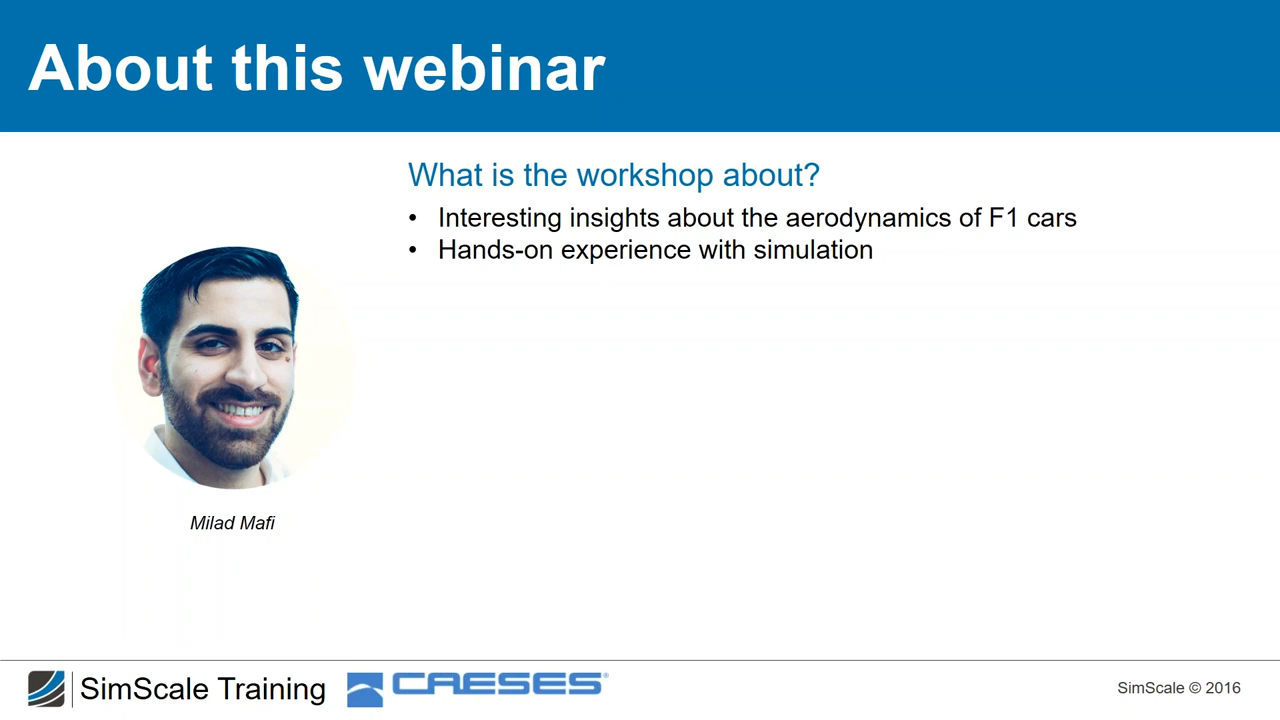 About this webinar
What is the workshop about?
• Interesting insights about the aerodynamics of F1 cars
• Hands-on experience with simulation
Milad Mafi
SimScale Training
CAESES®
SimScale © 2016